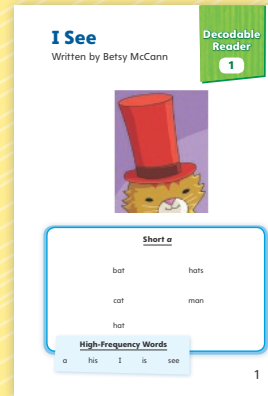 I See
Written by Betsy McCann
Decodable
Reader
1
Short a
bat hats
cat man
hat
High-Frequency Words
a his I is see
1